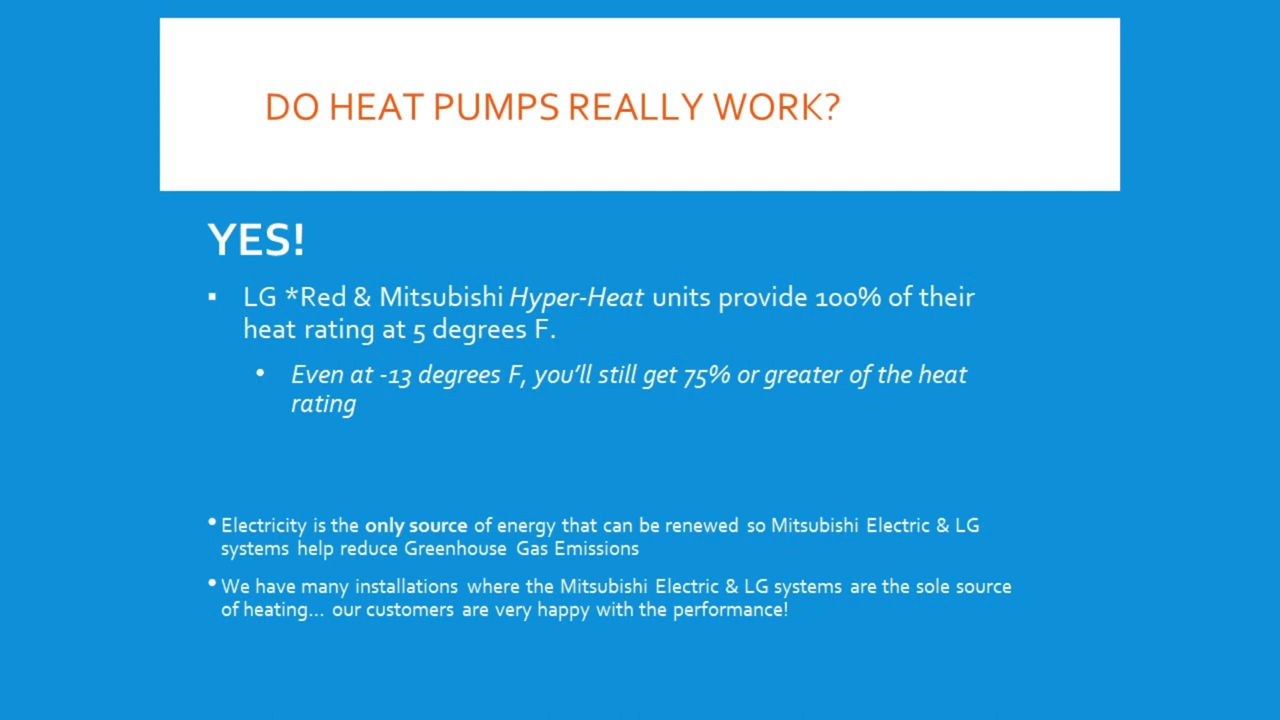 DO HEAT PUMPS REALLY WORK?
YES!
▪ LG *Red & Mitsubishi Hyper-Heat units provide 100% of their
heat rating at 5 degrees F.
• Even at -13 degrees F, you'll still get 75% or greater of the heat
rating
• Electricity is the only source of energy that can be renewed so Mitsubishi Electric & LG
systems help reduce Greenhouse Gas Emissions
• We have many installations where the Mitsubishi Electric & LG systems are the sole source
of heating... our customers are very happy with the performance!